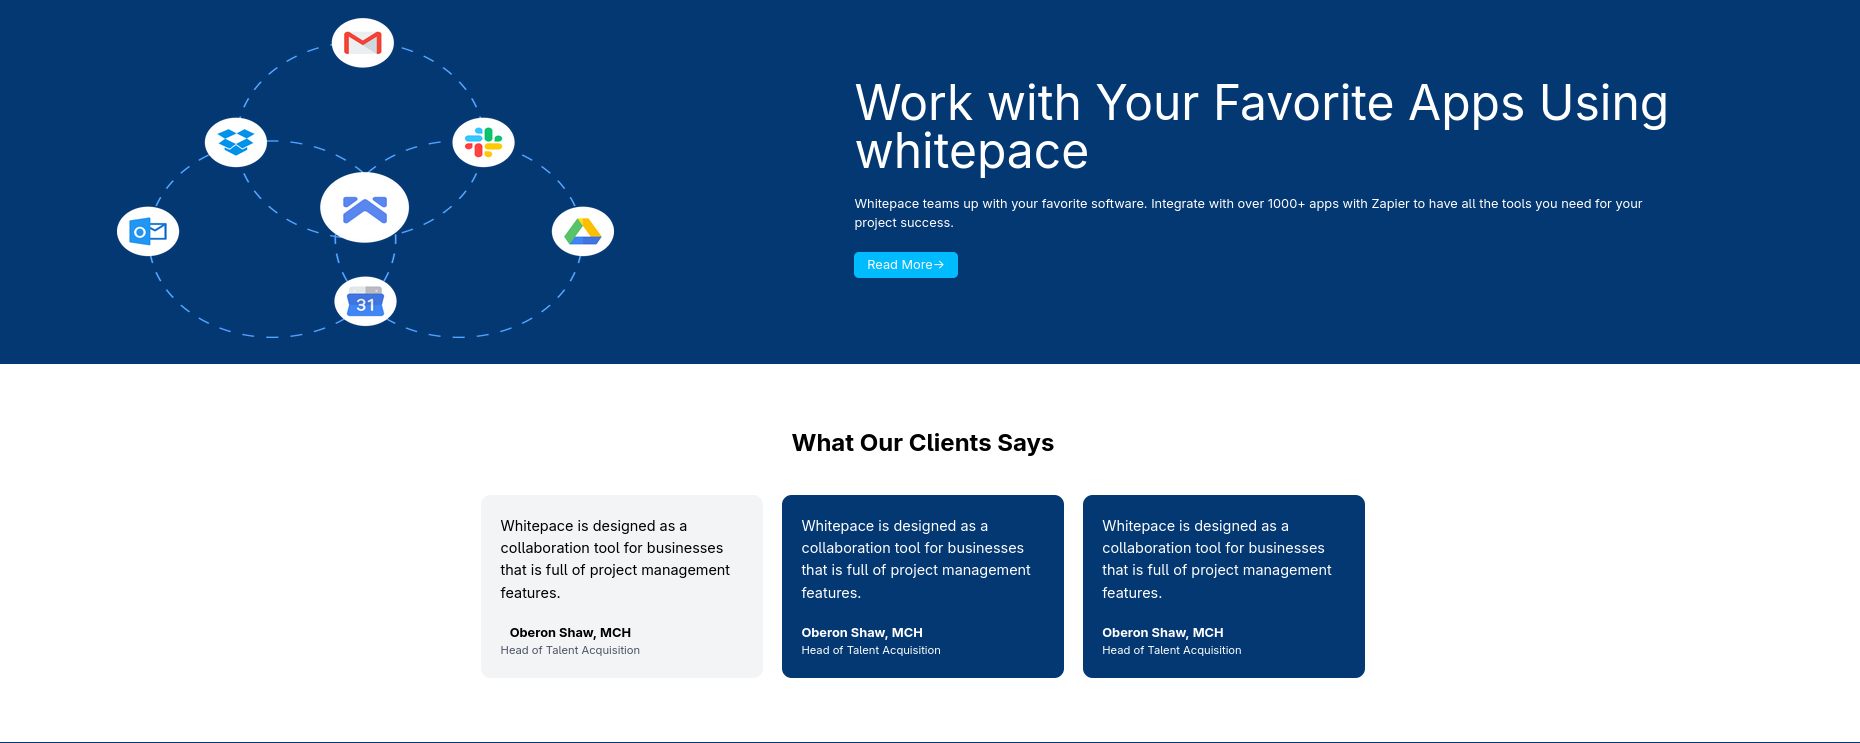 Work with Your Favorite Apps Using
whitepace
Whitepace teams up with your favorite software. Integrate with over 1000+ apps with Zapier to have all the tools you need for your
project success.
Read More→
31
What Our Clients Says
Whitepace is designed as a
collaboration tool for businesses
that is full of project management
features.
Oberon Shaw, MCH
Head of Talent Acquisition
Whitepace is designed as a
collaboration tool for businesses
that is full of project management
features.
Oberon Shaw, MCH
Head of Talent Acquisition
Whitepace is designed as a
collaboration tool for businesses
that is full of project management
features.
Oberon Shaw, MCH
Head of Talent Acquisition